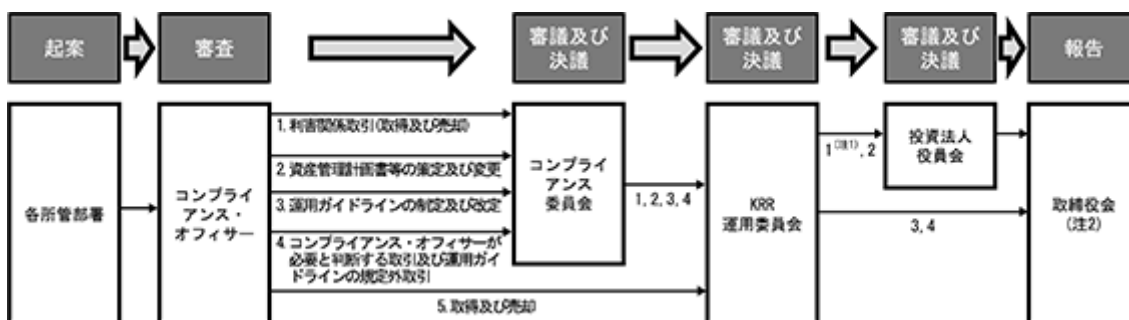 起案
審査
審議及び
決議
審議及び
決議
審議及び
決議
報告
各所管部署
コンプライ
アンス・
オフィサー
1. 利害関係取引(取得及び売却)
2. 資産管理計画書等の策定及び変更
3. 運用ガイドラインの制定及び改定
4. コンプライアンス・オフィサーが
必要と判断する取引及び運用ガイ
ドラインの規定外取引
5. 取得及び売却
コンプライ
アンス
委員会
1, 2, 3, 4
KRR
運用委員会
1(注1), 2
3, 4
投資法人
役員会
取締役会
(注2)